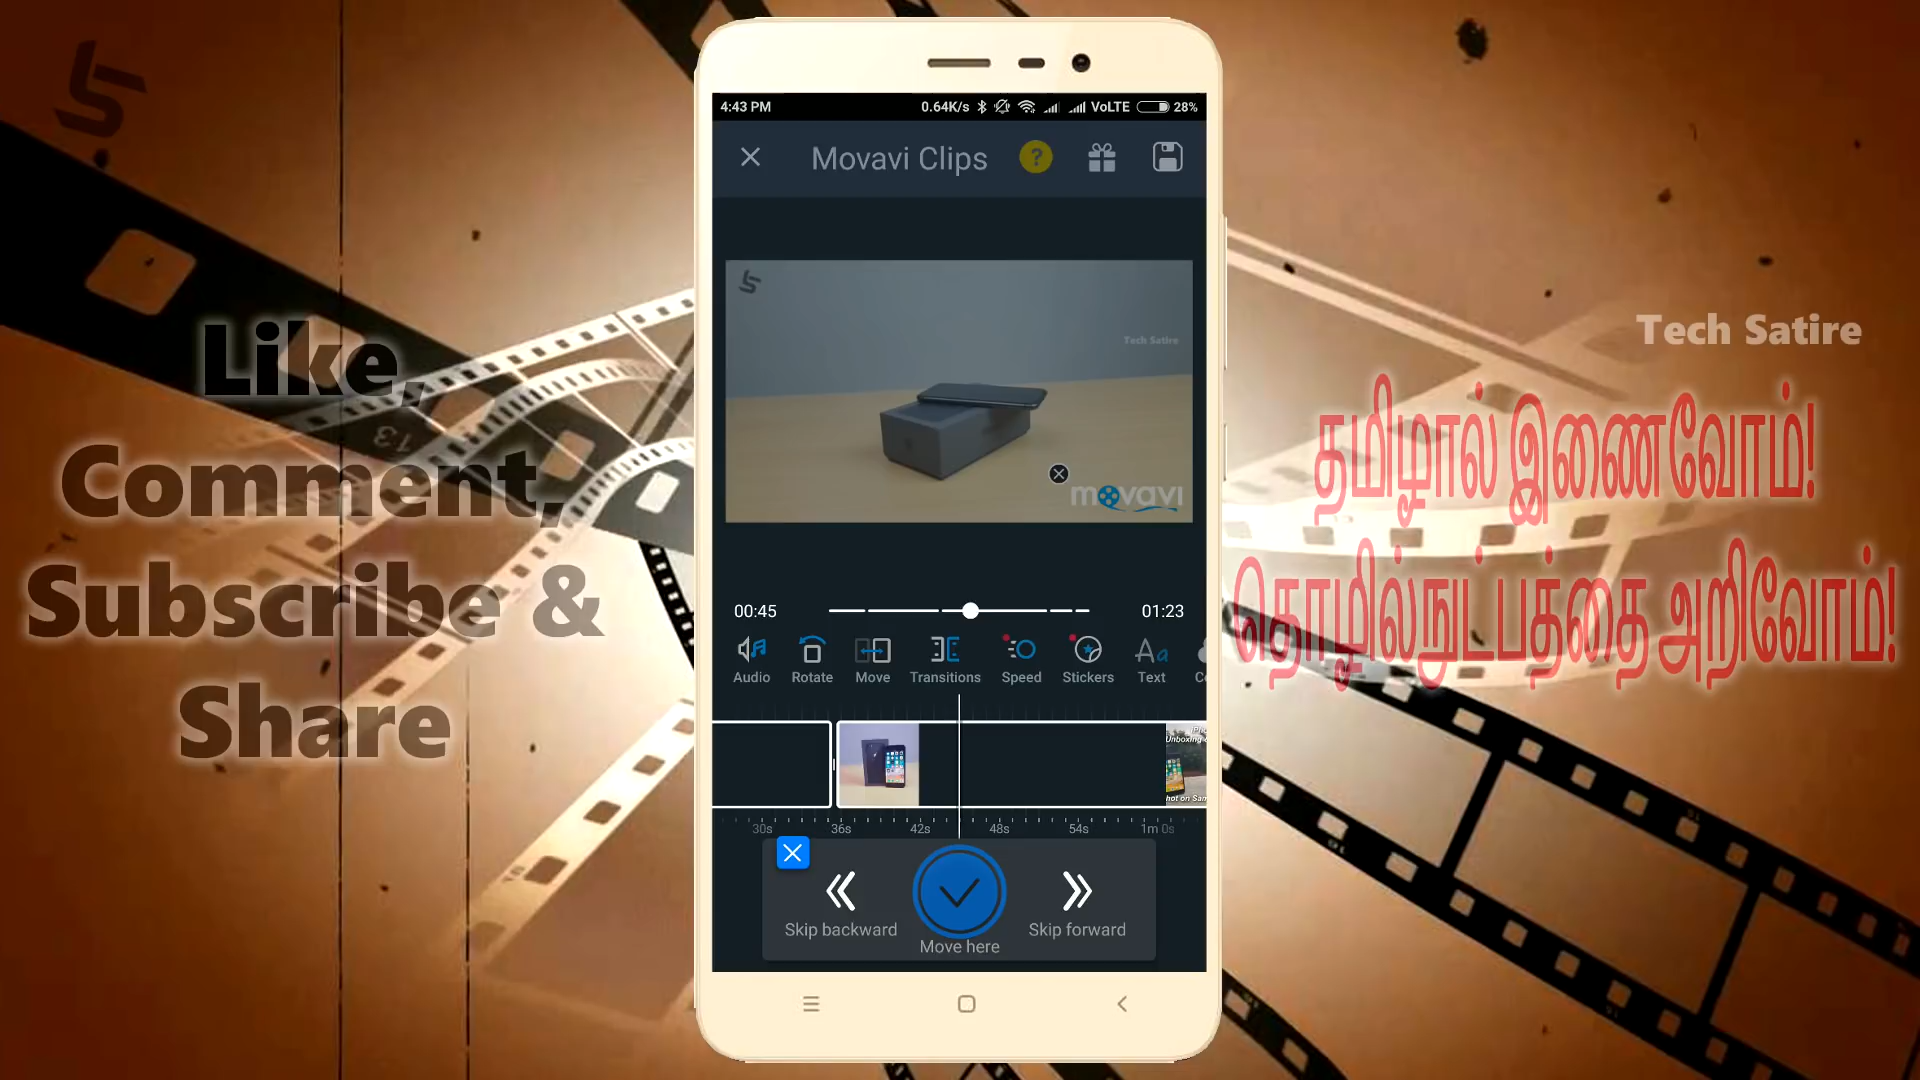 4:43 PM 0.64K/s VoLTE 28%
Movavi Clips
Tech Satire
movavi
00:45 01:23
Audio Rotate Move Transitions Speed Stickers Text
Unboxing
30s 36s 42s 48s 54s 1m 0s
Skip backward Move here Skip forward
Like,
Comment,
Subscribe &
Share
Tech Satire
தமிழால் இணைவோம்!
தொழில்நுட்பத்தை அறிவோம்!
13